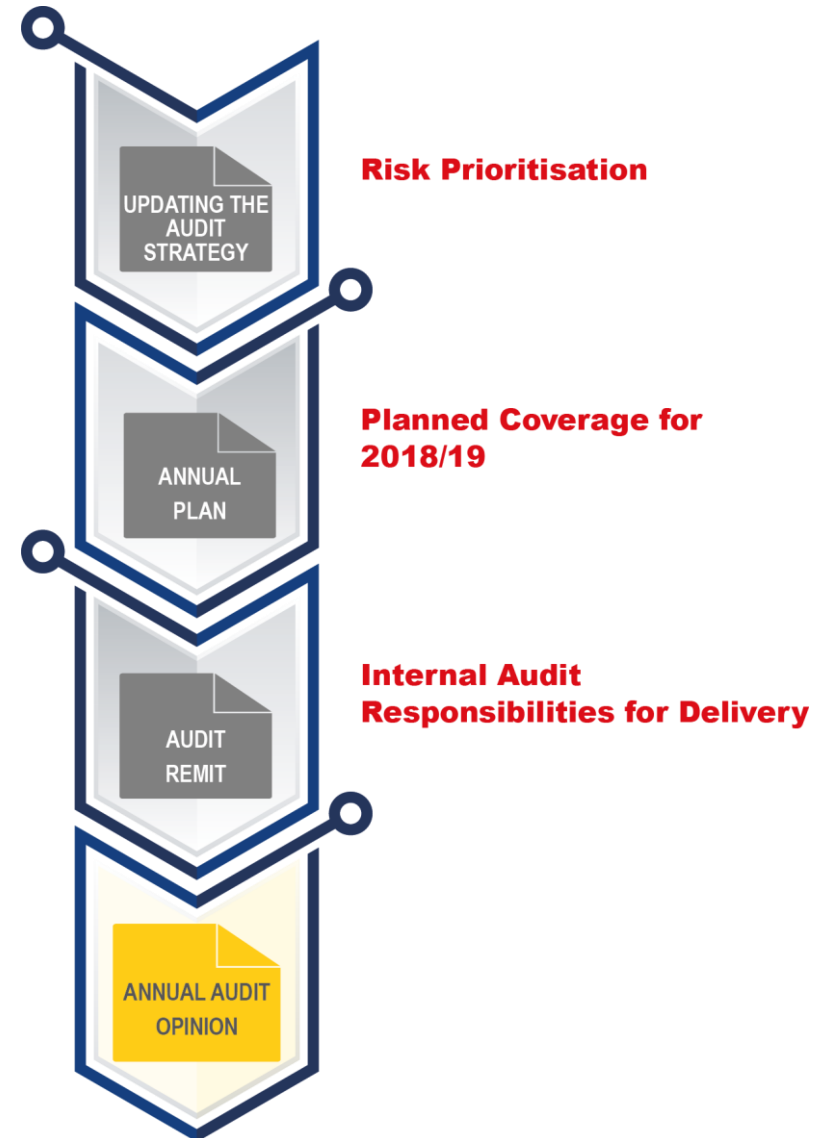 UPDATING THE
AUDIT
STRATEGY
Risk Prioritisation
ANNUAL
PLAN
Planned Coverage for
2018/19
AUDIT
REMIT
Internal Audit
Responsibilities for Delivery
ANNUAL AUDIT
OPINION